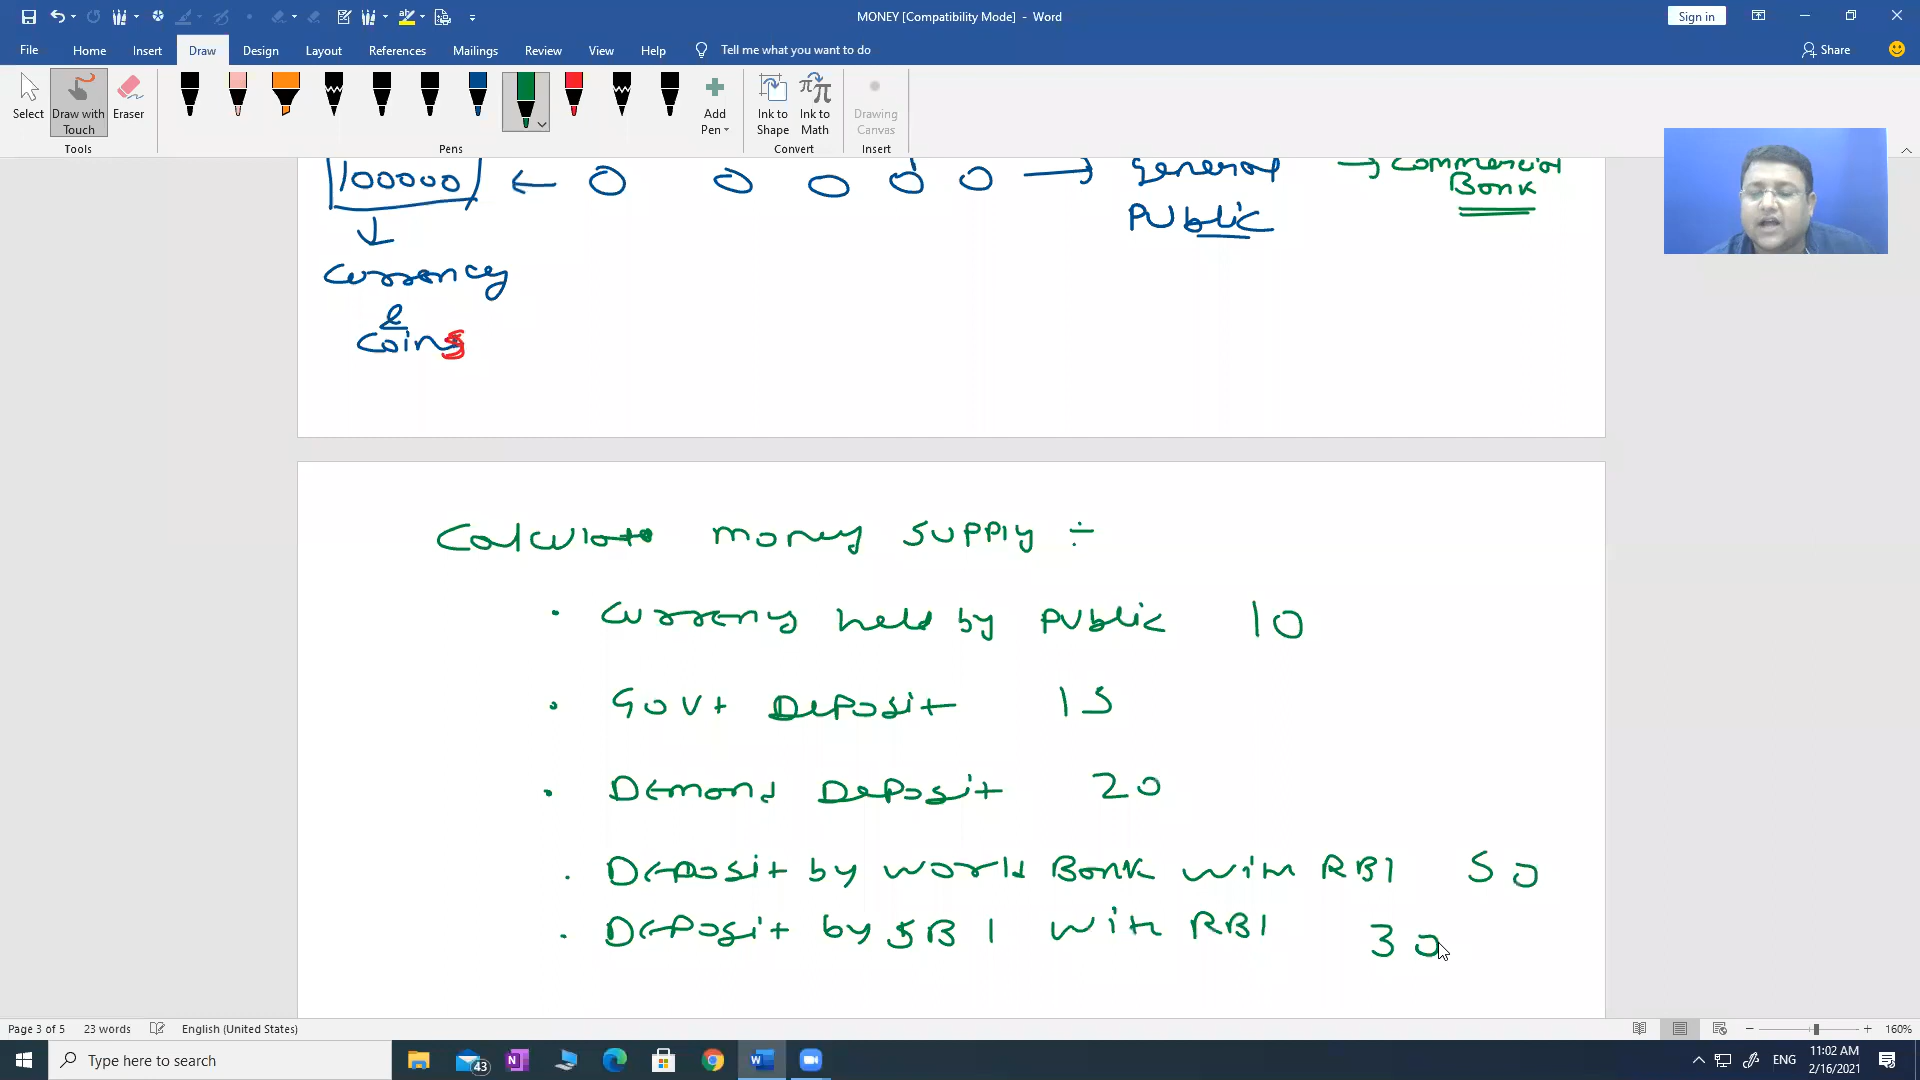 MONEY [Compatibility Mode] - Word
Sign in
File Home Insert Draw Design Layout References Mailings Review View Help Tell me what you want to do
Share
Select
Draw with Touch
Eraser
Add Pen
Ink to Shape
Ink to Math
Drawing Canvas
Tools Pens Convert Insert
100000 ← O O O O O → General Public → Commercial Bank
Currency
&
Coins
Calculate money supply ÷
• Currency held by public 10
• Govt Deposit 15
• Demand Deposit 20
• Deposit by World Bank with RBI 50
• Deposit by SBI with RBI 30
Page 3 of 5 23 words English (United States) 160%
Type here to search
43
ENG
11:02 AM
2/16/2021